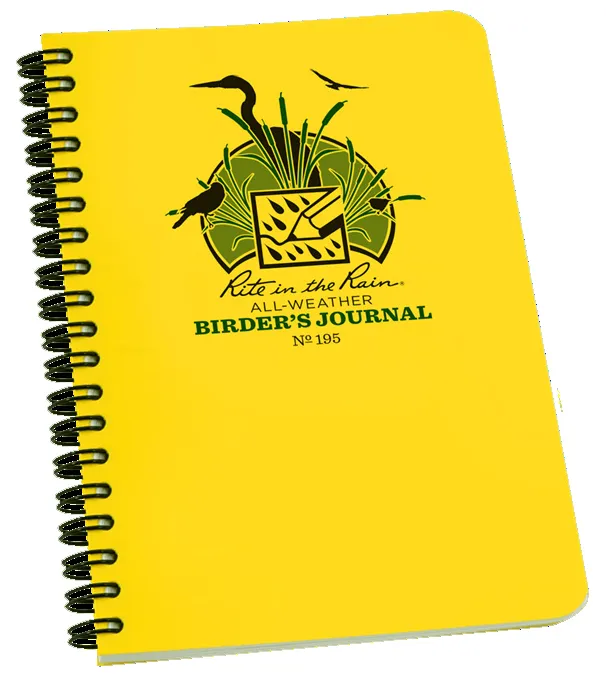 Rite in the Rain®
ALL-WEATHER
BIRDER'S JOURNAL
Nº 195